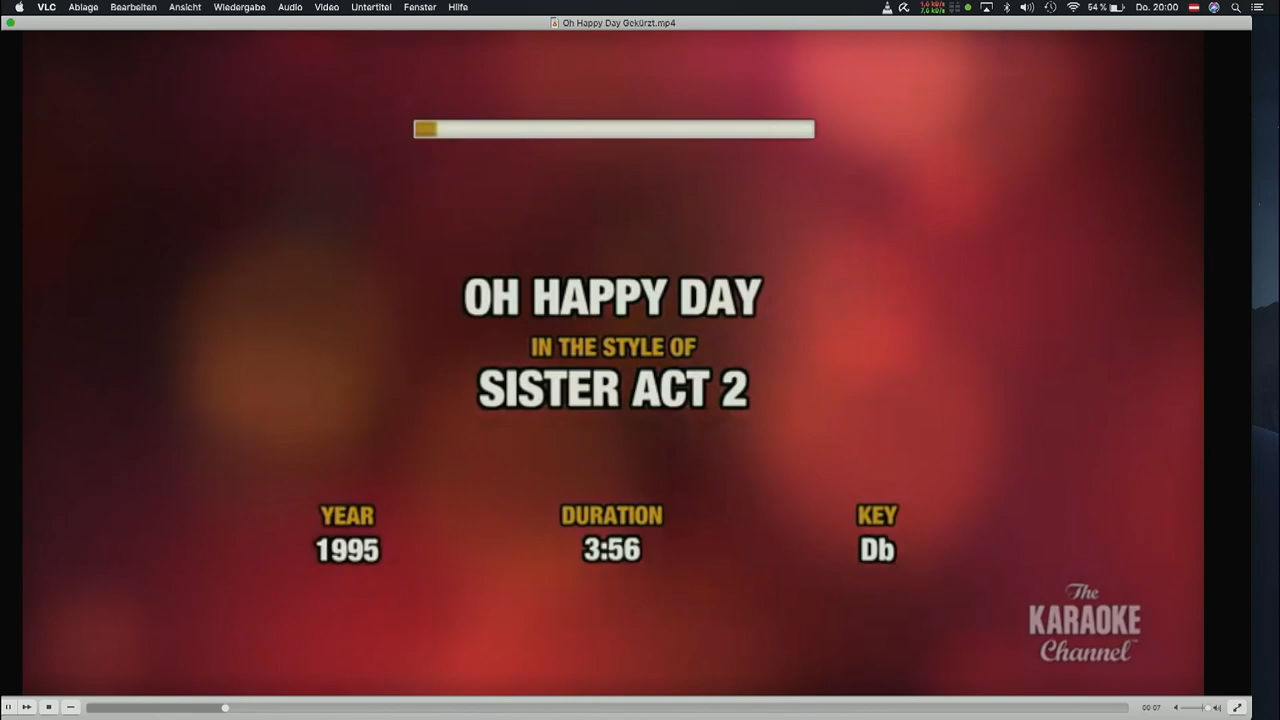 VLC Ablage Bearbeiten Ansicht Wiedergabe Audio Video Untertitel Fenster Hilfe 54 % Do. 20:00
Oh Happy Day Gekürzt.mp4
OH HAPPY DAY
IN THE STYLE OF
SISTER ACT 2
YEAR DURATION KEY
1995 3:56 Db
The
KARAOKE
Channel
00:07